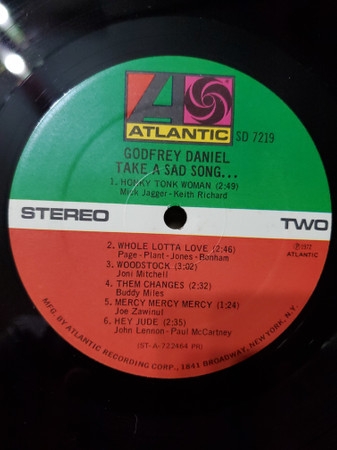 ATLANTIC
SD 7219
GODFREY DANIEL
TAKE A SAD SONG...
1. HONKY TONK WOMAN (2:49)
Mick Jagger - Keith Richard
STEREO
TWO
℗ 1972
ATLANTIC
2. WHOLE LOTTA LOVE (2:46)
Page - Plant - Jones - Bonham
3. WOODSTOCK (3:02)
Joni Mitchell
4. THEM CHANGES (2:32)
Buddy Miles
5. MERCY MERCY MERCY (1:24)
Joe Zawinul
6. HEY JUDE (2:35)
John Lennon - Paul McCartney
(ST-A-722464 PR)
MFG. BY ATLANTIC RECORDING CORP., 1841 BROADWAY, NEW YORK, N.Y.